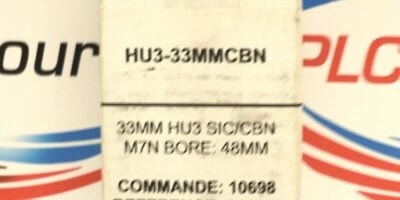 our
PLC
HU3-33MMCBN
33MM HU3 SIC/CBN
M7N BORE: 48MM
COMMANDE: 10698